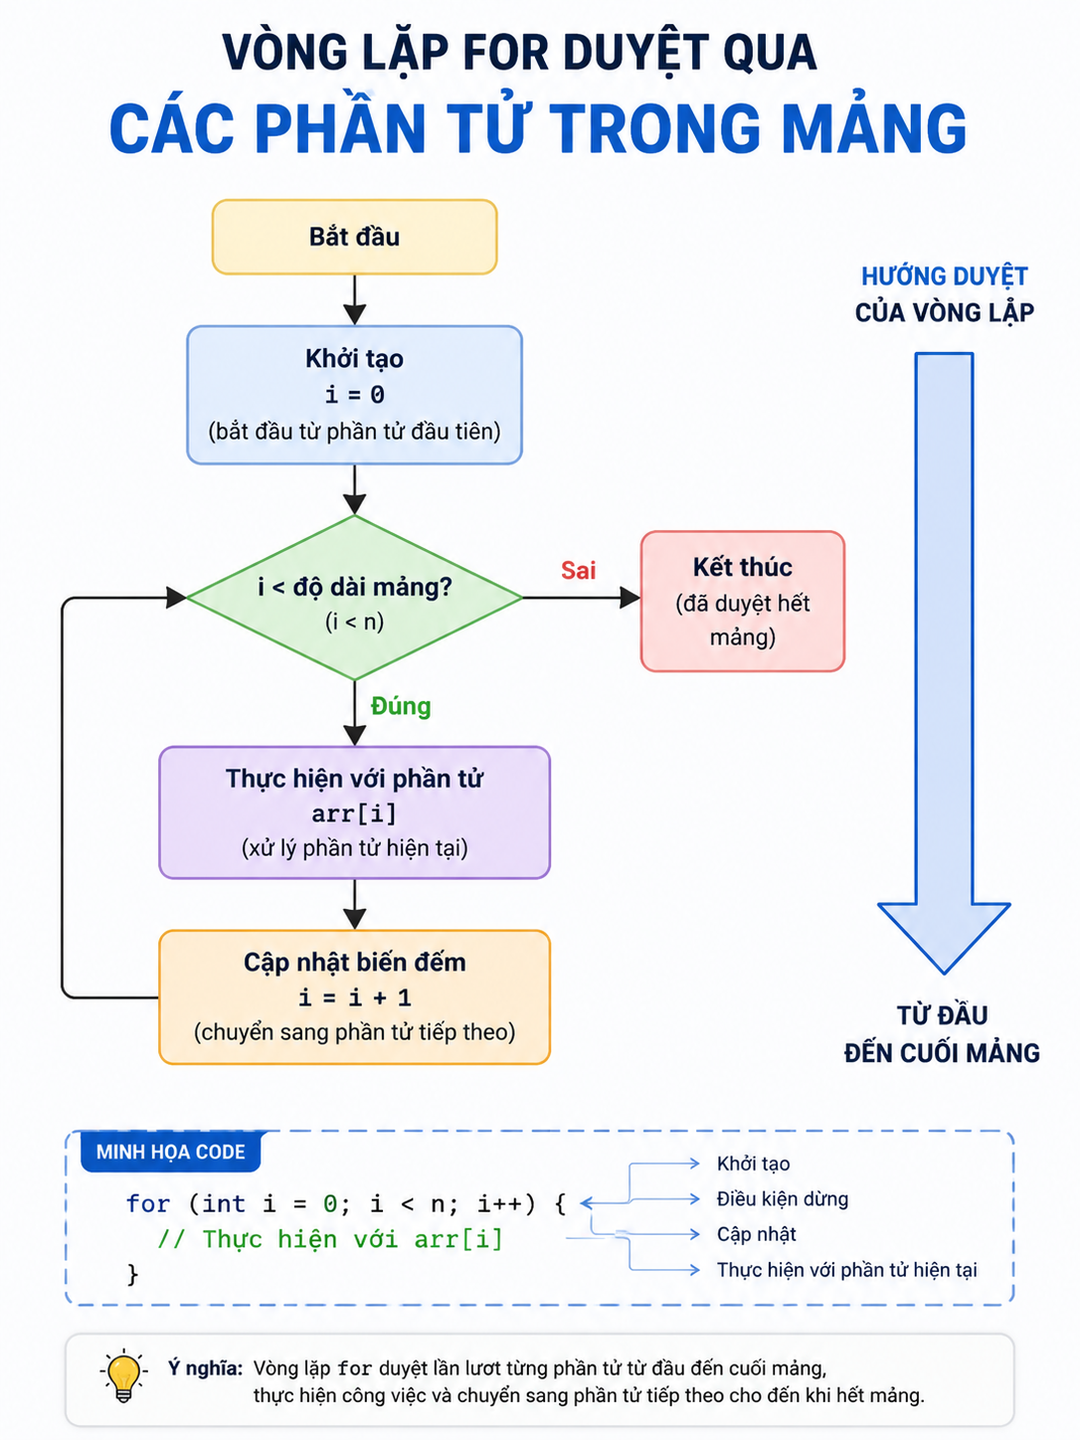 VÒNG LẶP FOR DUYỆT QUA
CÁC PHẦN TỬ TRONG MẢNG
Bắt đầu
HƯỚNG DUYỆT
CỦA VÒNG LẬP
Khởi tạo
i = 0
(bắt đầu từ phần tử đầu tiên)
i < độ dài mảng?
(i < n)
Sai
Kết thúc
(đã duyệt hết
mảng)
Đúng
Thực hiện với phần tử
arr[i]
(xử lý phần tử hiện tại)
Cập nhật biến đếm
i = i + 1
(chuyển sang phần tử tiếp theo)
TỪ ĐẦU
ĐẾN CUỐI MẢNG
MINH HỌA CODE
for (int i = 0; i < n; i++) {
// Thực hiện với arr[i]
}
Khởi tạo
Điều kiện dừng
Cập nhật
Thực hiện với phần tử hiện tại
Ý nghĩa: Vòng lặp for duyệt lần lươt từng phần tử từ đầu đến cuối mảng,
thực hiện công việc và chuyển sang phần tử tiếp theo cho đến khi hết mảng.